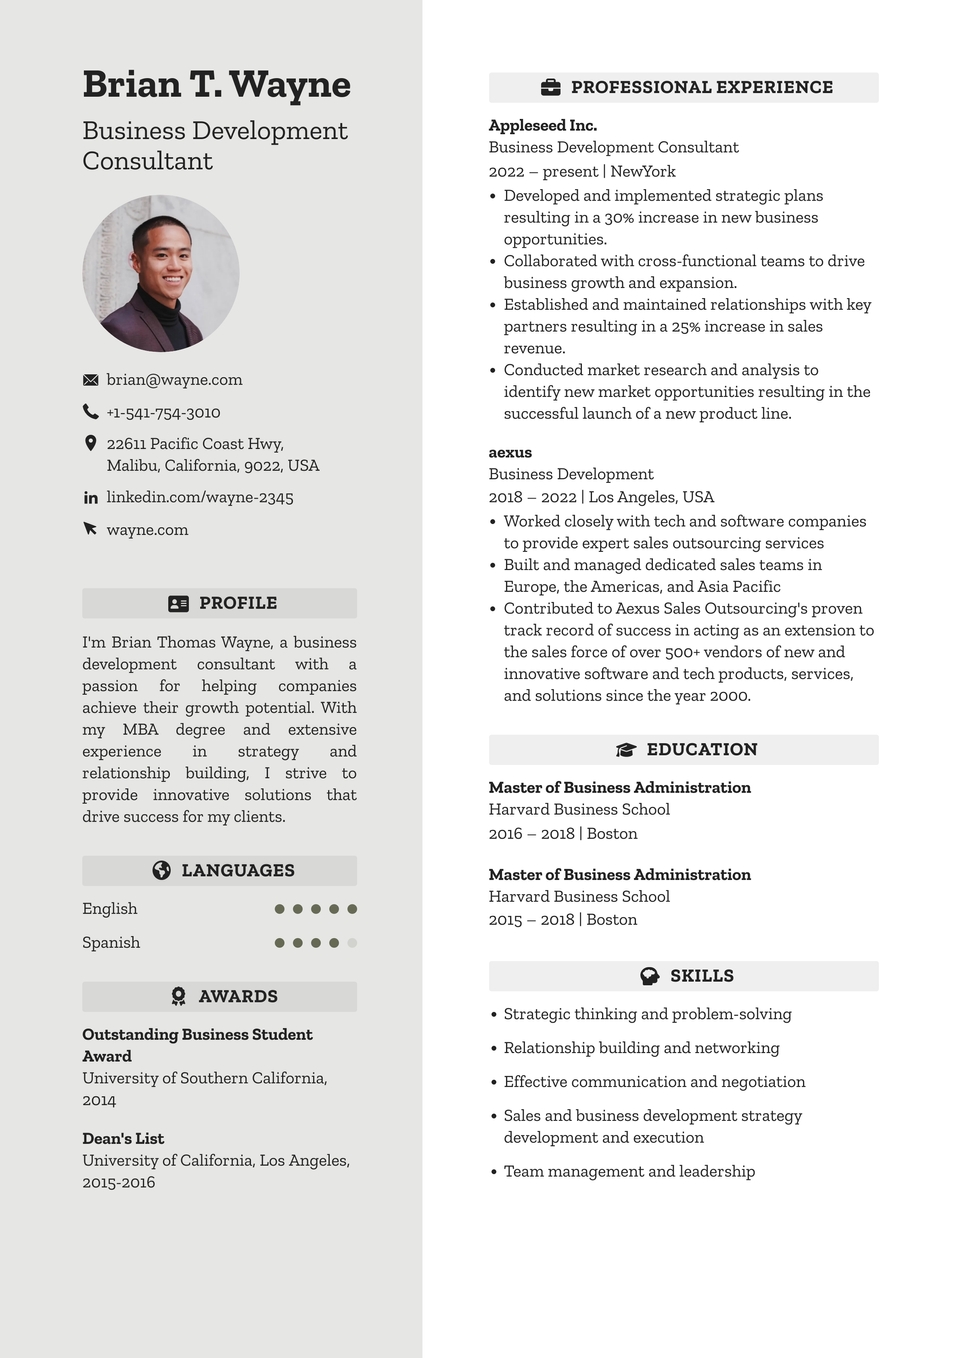 Brian T. Wayne
Business Development
Consultant
brian@wayne.com
+1-541-754-3010
22611 Pacific Coast Hwy,
Malibu, California, 9022, USA
linkedin.com/wayne-2345
wayne.com
PROFILE
I'm Brian Thomas Wayne, a business
development consultant with a
passion for helping companies
achieve their growth potential. With
my MBA degree and extensive
experience in strategy and
relationship building, I strive to
provide innovative solutions that
drive success for my clients.
LANGUAGES
English
Spanish
AWARDS
Outstanding Business Student
Award
University of Southern California,
2014
Dean's List
University of California, Los Angeles,
2015-2016
PROFESSIONAL EXPERIENCE
Appleseed Inc.
Business Development Consultant
2022 – present | NewYork
• Developed and implemented strategic plans
resulting in a 30% increase in new business
opportunities.
• Collaborated with cross-functional teams to drive
business growth and expansion.
• Established and maintained relationships with key
partners resulting in a 25% increase in sales
revenue.
• Conducted market research and analysis to
identify new market opportunities resulting in the
successful launch of a new product line.
aexus
Business Development
2018 – 2022 | Los Angeles, USA
• Worked closely with tech and software companies
to provide expert sales outsourcing services
• Built and managed dedicated sales teams in
Europe, the Americas, and Asia Pacific
• Contributed to Aexus Sales Outsourcing's proven
track record of success in acting as an extension to
the sales force of over 500+ vendors of new and
innovative software and tech products, services,
and solutions since the year 2000.
EDUCATION
Master of Business Administration
Harvard Business School
2016 – 2018 | Boston
Master of Business Administration
Harvard Business School
2015 – 2018 | Boston
SKILLS
• Strategic thinking and problem-solving
• Relationship building and networking
• Effective communication and negotiation
• Sales and business development strategy
development and execution
• Team management and leadership